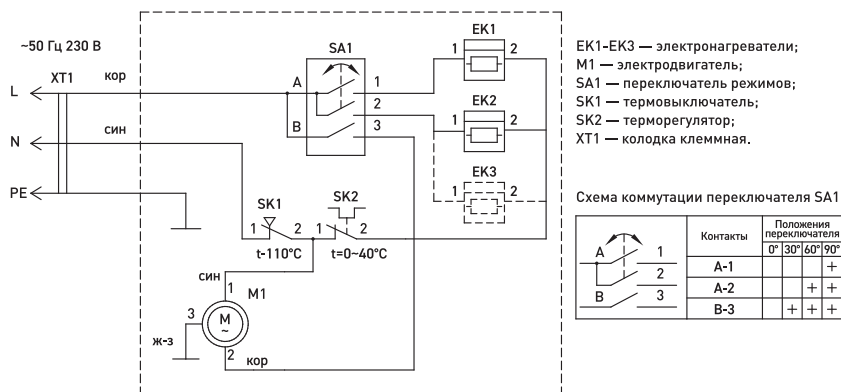 ~50 Гц 230 В
XT1
кор
L
син
N
PE
SA1
A
1
2
B
3
EK1
1
2
EK2
1
2
EK3
1
2
SK1
1
2
t-110°C
SK2
1
2
t=0~40°C
син
1
M1
3
M
~
ж-з
2
кор
EK1-EK3 — электронагреватели;
M1 — электродвигатель;
SA1 — переключатель режимов;
SK1 — термовыключатель;
SK2 — терморегулятор;
XT1 — колодка клеммная.
Схема коммутации переключателя SA1
A
1
2
B
3
Контакты
Положения
переключателя
0° 30° 60° 90°
A-1 +
A-2 + +
B-3 + + +